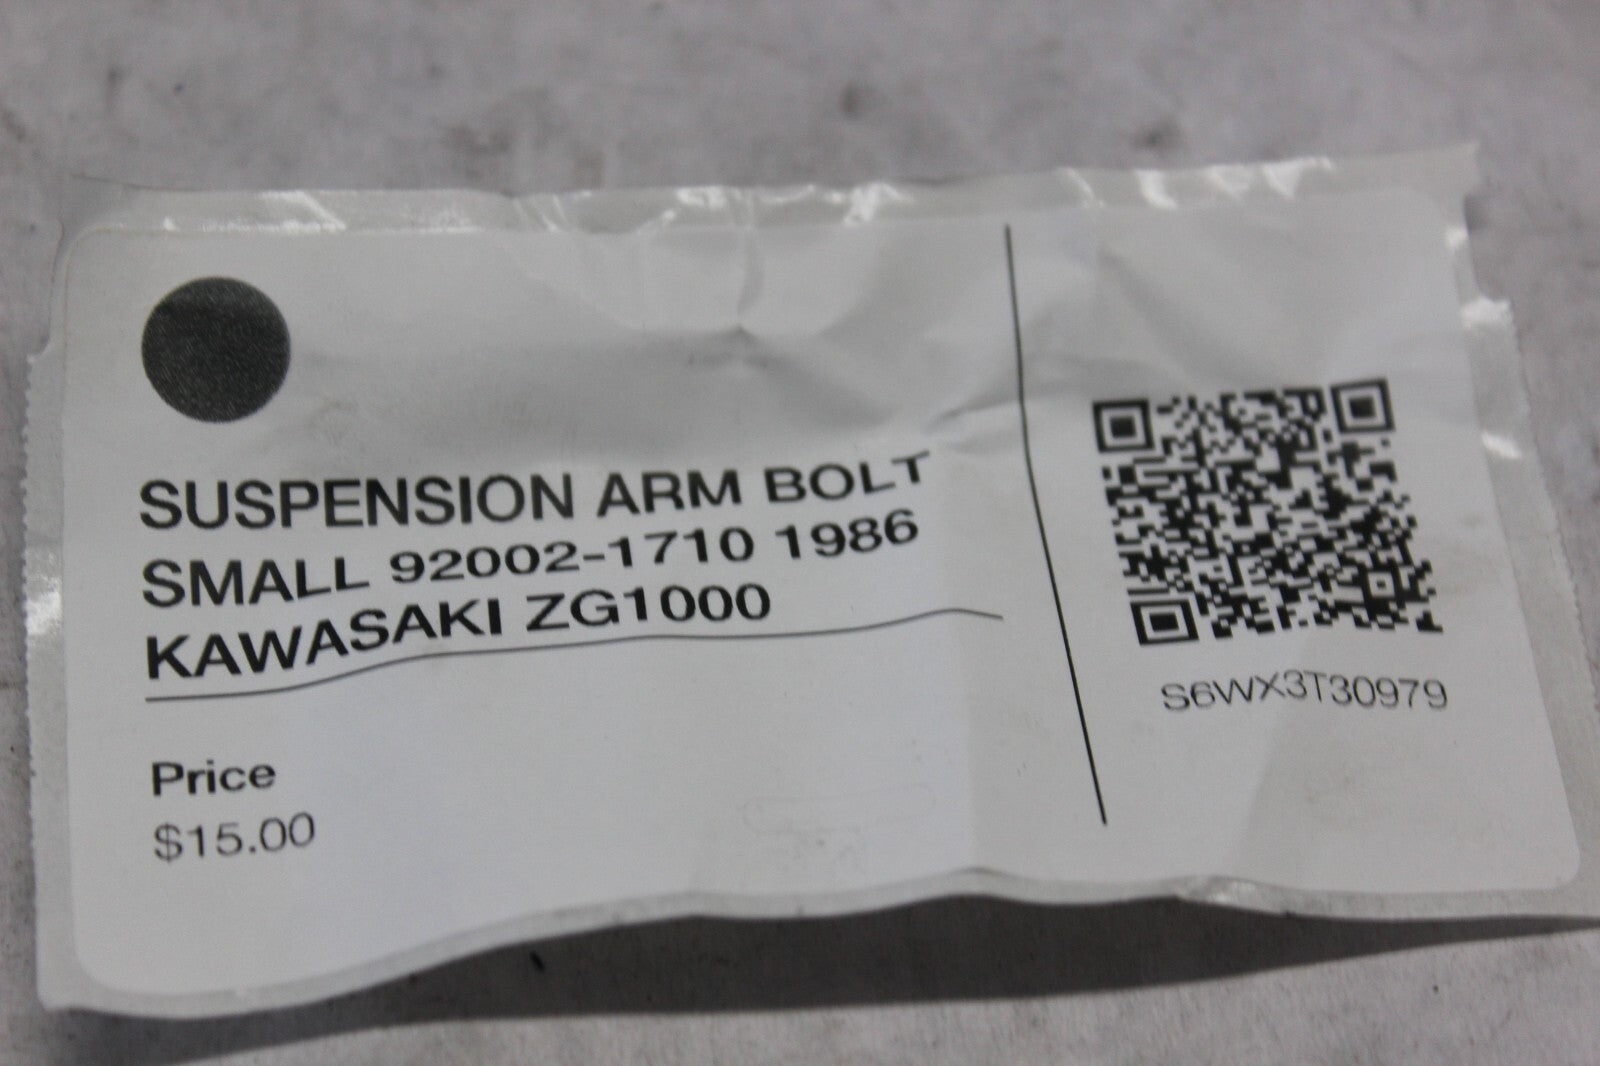 SUSPENSION ARM BOLT
SMALL 92002-1710 1986
KAWASAKI ZG1000
Price
$15.00
S6WX3T30979